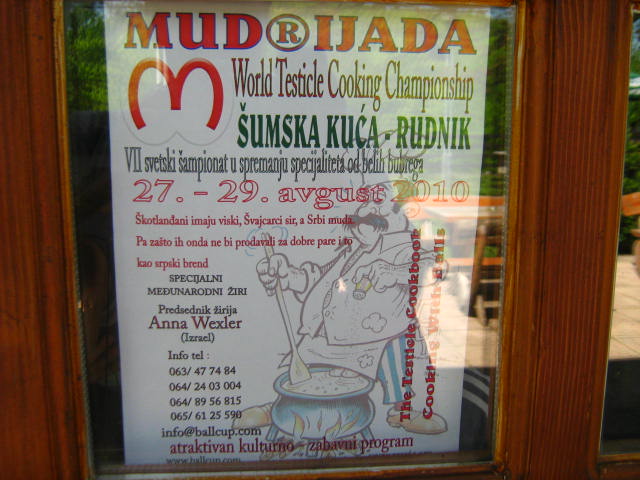 MUD®IJADA
World Testicle Cooking Championship
ŠUMSKA KUĆA - RUDNIK
VII svetski šampionat u spremanju specijaliteta od belih bubrega
27. - 29. avgust 2010
Škotlanđani imaju viski, Švajcarci sir, a Srbi muda.
Pa zašto ih onda ne bi prodavali za dobre pare i to
kao srpski brend
SPECIJALNI
MEĐUNARODNI ŽIRI
Predsednik žirija
Anna Wexler
(Izrael)
Info tel :
063/ 47 74 84
064/ 24 03 004
064/ 89 56 815
065/ 61 25 590
info@ballcup.com
atraktivan kulturno - zabavni program
www.ballcup.com
The Testicle Cookbook
Cooking With Balls